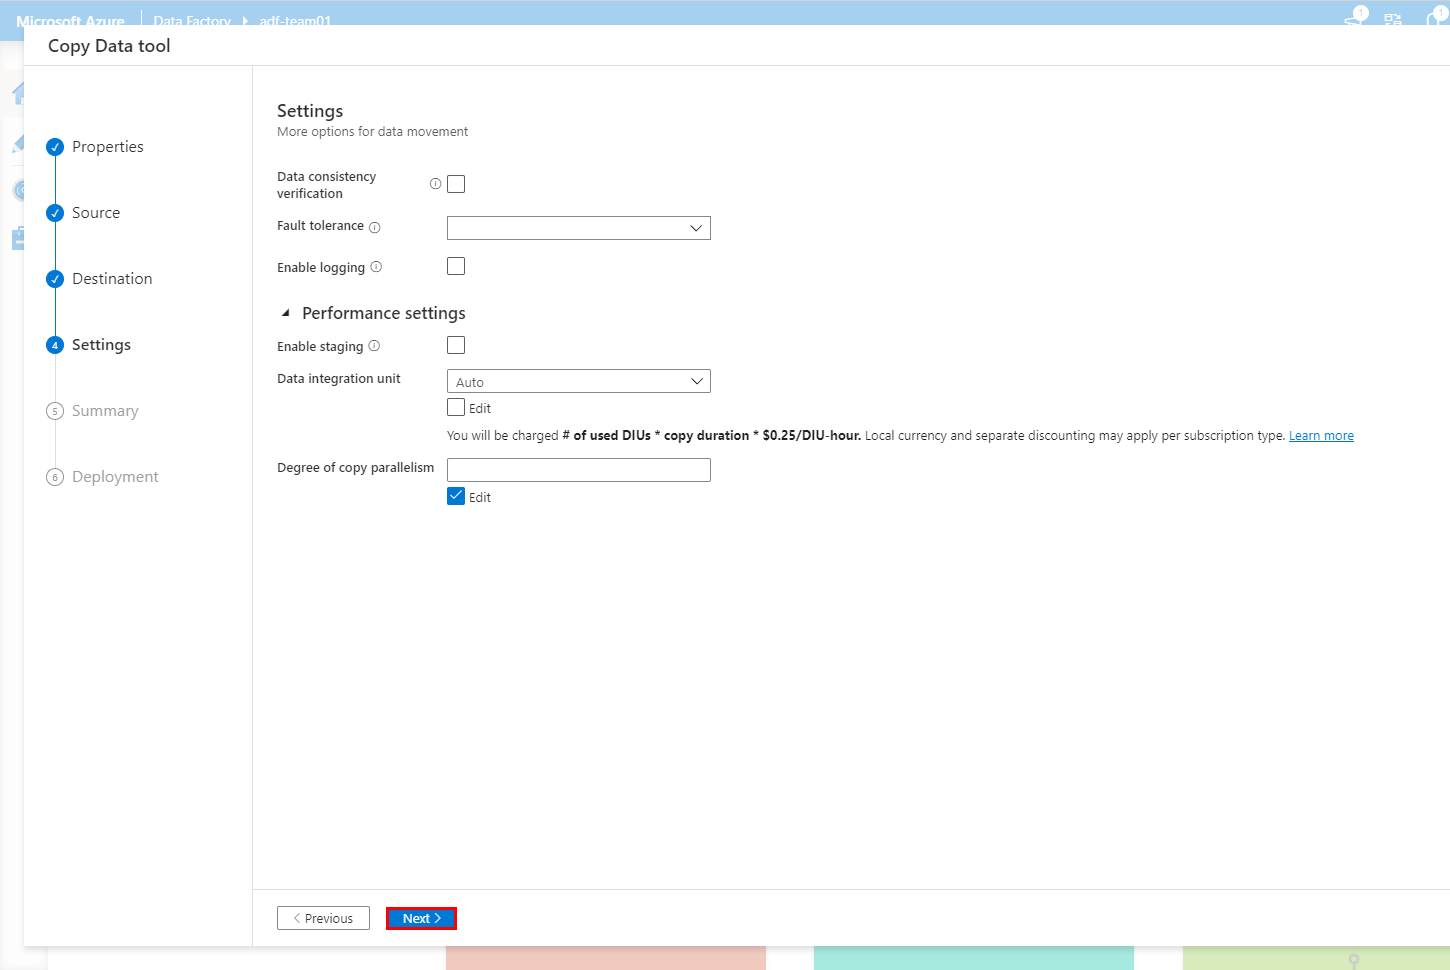 Microsoft Azure Data Factory adf-team01
1
1
Copy Data tool
Properties
Source
Destination
4 Settings
5 Summary
6 Deployment
Settings
More options for data movement
Data consistency
verification
Fault tolerance
Enable logging
Performance settings
Enable staging
Data integration unit
Auto
Edit
You will be charged # of used DIUs * copy duration * $0.25/DIU-hour. Local currency and separate discounting may apply per subscription type. Learn more
Degree of copy parallelism
Edit
Previous
Next